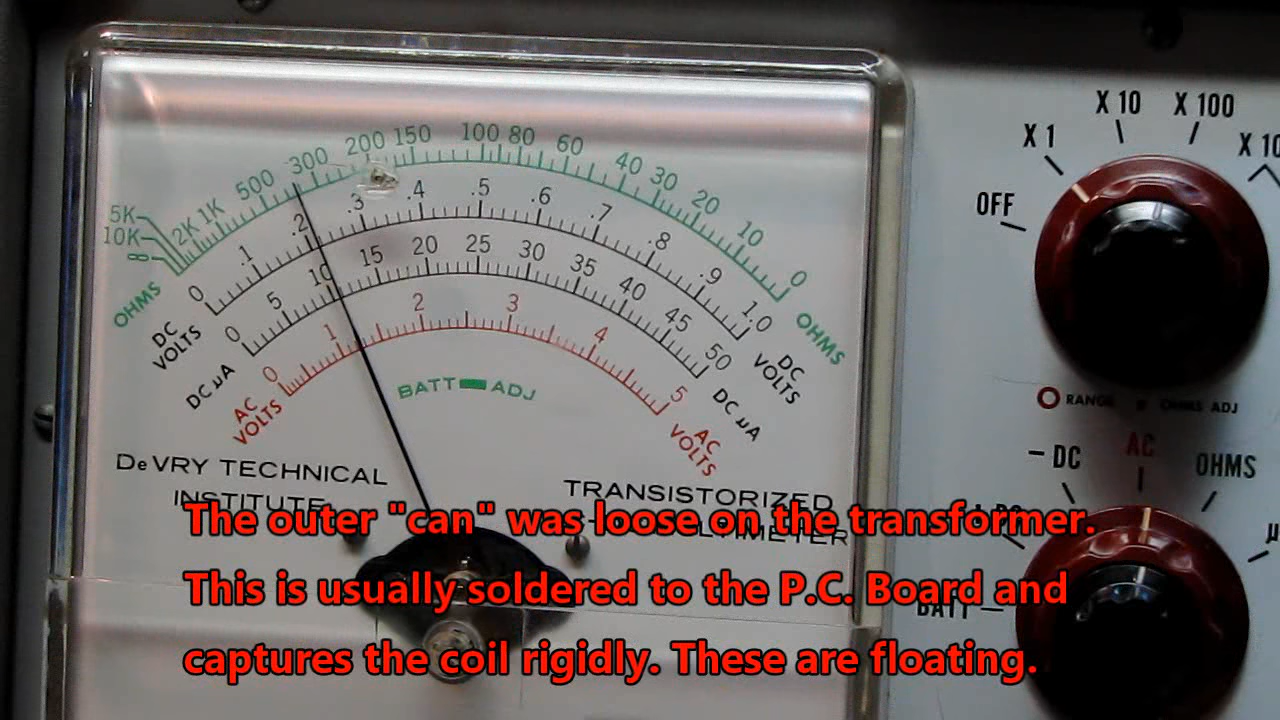 X 10 X 100
X 1 X 10
OFF
200 150 100 80 60
300 40
500 30
1K 20
2K 10
5K 0
10K
∞
OHMS OHMS
0 .1 .2 .3 .4 .5 .6 .7 .8 .9 1.0
DC VOLTS DC VOLTS
0 5 10 15 20 25 30 35 40 45 50
DC µA DC µA
0 1 2 3 4 5
AC VOLTS AC VOLTS
BATT ADJ
RANGE OHMS ADJ
- DC AC OHMS
DeVRY TECHNICAL
INSTITUTE
TRANSISTORIZED
BATT
The outer "can" was loose on the transformer.
This is usually soldered to the P.C. Board and
captures the coil rigidly. These are floating.